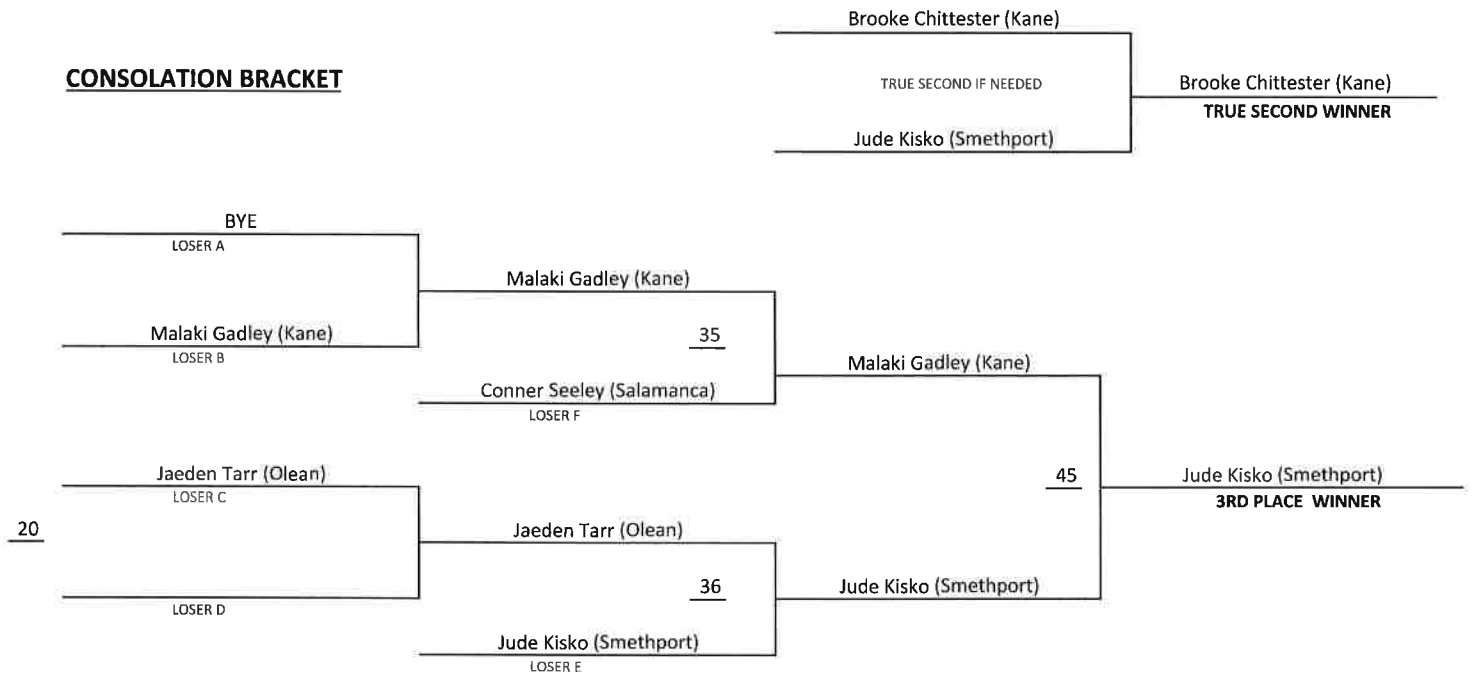 Brooke Chittester (Kane)
CONSOLATION BRACKET
TRUE SECOND IF NEEDED
Brooke Chittester (Kane)
TRUE SECOND WINNER
Jude Kisko (Smethport)
BYE
LOSER A
Malaki Gadley (Kane)
Malaki Gadley (Kane)
LOSER B
35
Malaki Gadley (Kane)
Conner Seeley (Salamanca)
LOSER F
Jaeden Tarr (Olean)
LOSER C
45
Jude Kisko (Smethport)
3RD PLACE WINNER
20
Jaeden Tarr (Olean)
36
Jude Kisko (Smethport)
LOSER D
Jude Kisko (Smethport)
LOSER E